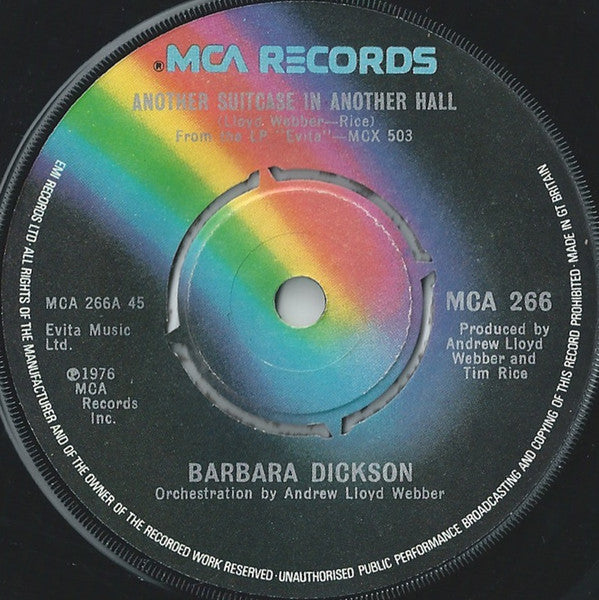 ®MCA RECORDS
ANOTHER SUITCASE IN ANOTHER HALL
(Lloyd Webber—Rice)
From the LP "Evita"—MCX 503
MCA 266A 45
Evita Music
Ltd.
℗1976
MCA
Records
Inc.
MCA 266
Produced by
Andrew Lloyd
Webber and
Tim Rice
BARBARA DICKSON
Orchestration by Andrew Lloyd Webber
EMI RECORDS LTD·ALL RIGHTS OF THE MANUFACTURER AND OF THE OWNER OF THE RECORDED WORK RESERVED·UNAUTHORISED PUBLIC PERFORMANCE BROADCASTING AND COPYING OF THIS RECORD PROHIBITED·MADE IN GT BRITAIN